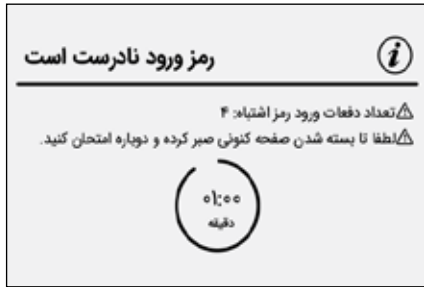 رمز ورود نادرست است
⚠تعداد دفعات ورود رمز اشتباه: ۴
⚠لطفا تا بسته شدن صفحه کنونی صبر کرده و دوباره امتحان کنید.
۰۱:۰۰
دقیقه